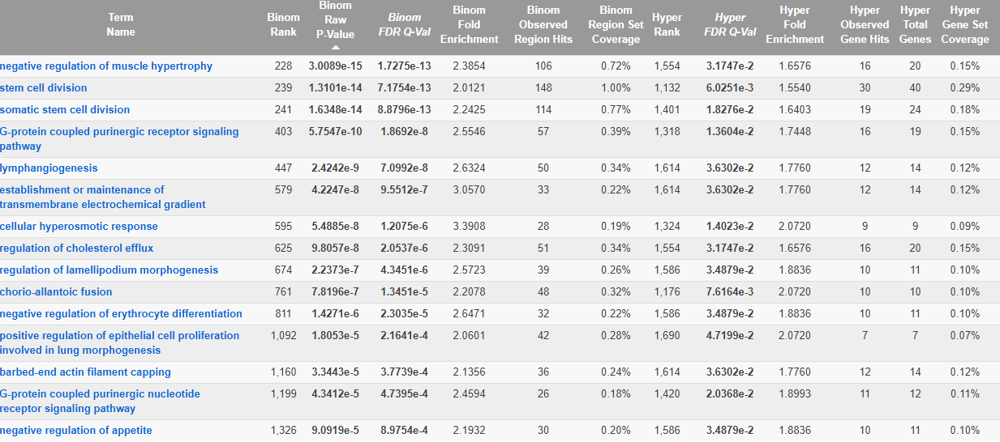 Term Name Binom Rank Binom Raw P-Value Binom FDR Q-Val Binom Fold Enrichment Binom Observed Region Hits Binom Region Set Coverage Hyper Rank Hyper FDR Q-Val Hyper Fold Enrichment Hyper Observed Gene Hits Hyper Total Genes Hyper Gene Set Coverage
negative regulation of muscle hypertrophy 228 3.0089e-15 1.7275e-13 2.3854 106 0.72% 1,554 3.1747e-2 1.6576 16 20 0.15%
stem cell division 239 1.3101e-14 7.1754e-13 2.0121 148 1.00% 1,132 6.0251e-3 1.5540 30 40 0.29%
somatic stem cell division 241 1.6348e-14 8.8796e-13 2.2425 114 0.77% 1,401 1.8276e-2 1.6403 19 24 0.18%
G-protein coupled purinergic receptor signaling 403 5.7547e-10 1.8692e-8 2.5546 57 0.39% 1,318 1.3604e-2 1.7448 16 19 0.15%
pathway
lymphangiogenesis 447 2.4242e-9 7.0992e-8 2.6324 50 0.34% 1,614 3.6302e-2 1.7760 12 14 0.12%
establishment or maintenance of 579 4.2247e-8 9.5512e-7 3.0570 33 0.22% 1,614 3.6302e-2 1.7760 12 14 0.12%
transmembrane electrochemical gradient
cellular hyperosmotic response 595 5.4885e-8 1.2075e-6 3.3908 28 0.19% 1,324 1.4023e-2 2.0720 9 9 0.09%
regulation of cholesterol efflux 625 9.8057e-8 2.0537e-6 2.3091 51 0.34% 1,554 3.1747e-2 1.6576 16 20 0.15%
regulation of lamellipodium morphogenesis 674 2.2373e-7 4.3451e-6 2.5723 39 0.26% 1,586 3.4879e-2 1.8836 10 11 0.10%
chorio-allantoic fusion 761 7.8196e-7 1.3451e-5 2.2078 48 0.32% 1,176 7.6164e-3 2.0720 10 10 0.10%
negative regulation of erythrocyte differentiation 811 1.4271e-6 2.3035e-5 2.6471 32 0.22% 1,586 3.4879e-2 1.8836 10 11 0.10%
positive regulation of epithelial cell proliferation 1,092 1.8053e-5 2.1641e-4 2.0601 42 0.28% 1,690 4.7199e-2 2.0720 7 7 0.07%
involved in lung morphogenesis
barbed-end actin filament capping 1,160 3.3443e-5 3.7739e-4 2.1356 36 0.24% 1,614 3.6302e-2 1.7760 12 14 0.12%
G-protein coupled purinergic nucleotide 1,199 4.3412e-5 4.7395e-4 2.4594 26 0.18% 1,420 2.0368e-2 1.8993 11 12 0.11%
receptor signaling pathway
negative regulation of appetite 1,326 9.0919e-5 8.9754e-4 2.1932 30 0.20% 1,586 3.4879e-2 1.8836 10 11 0.10%